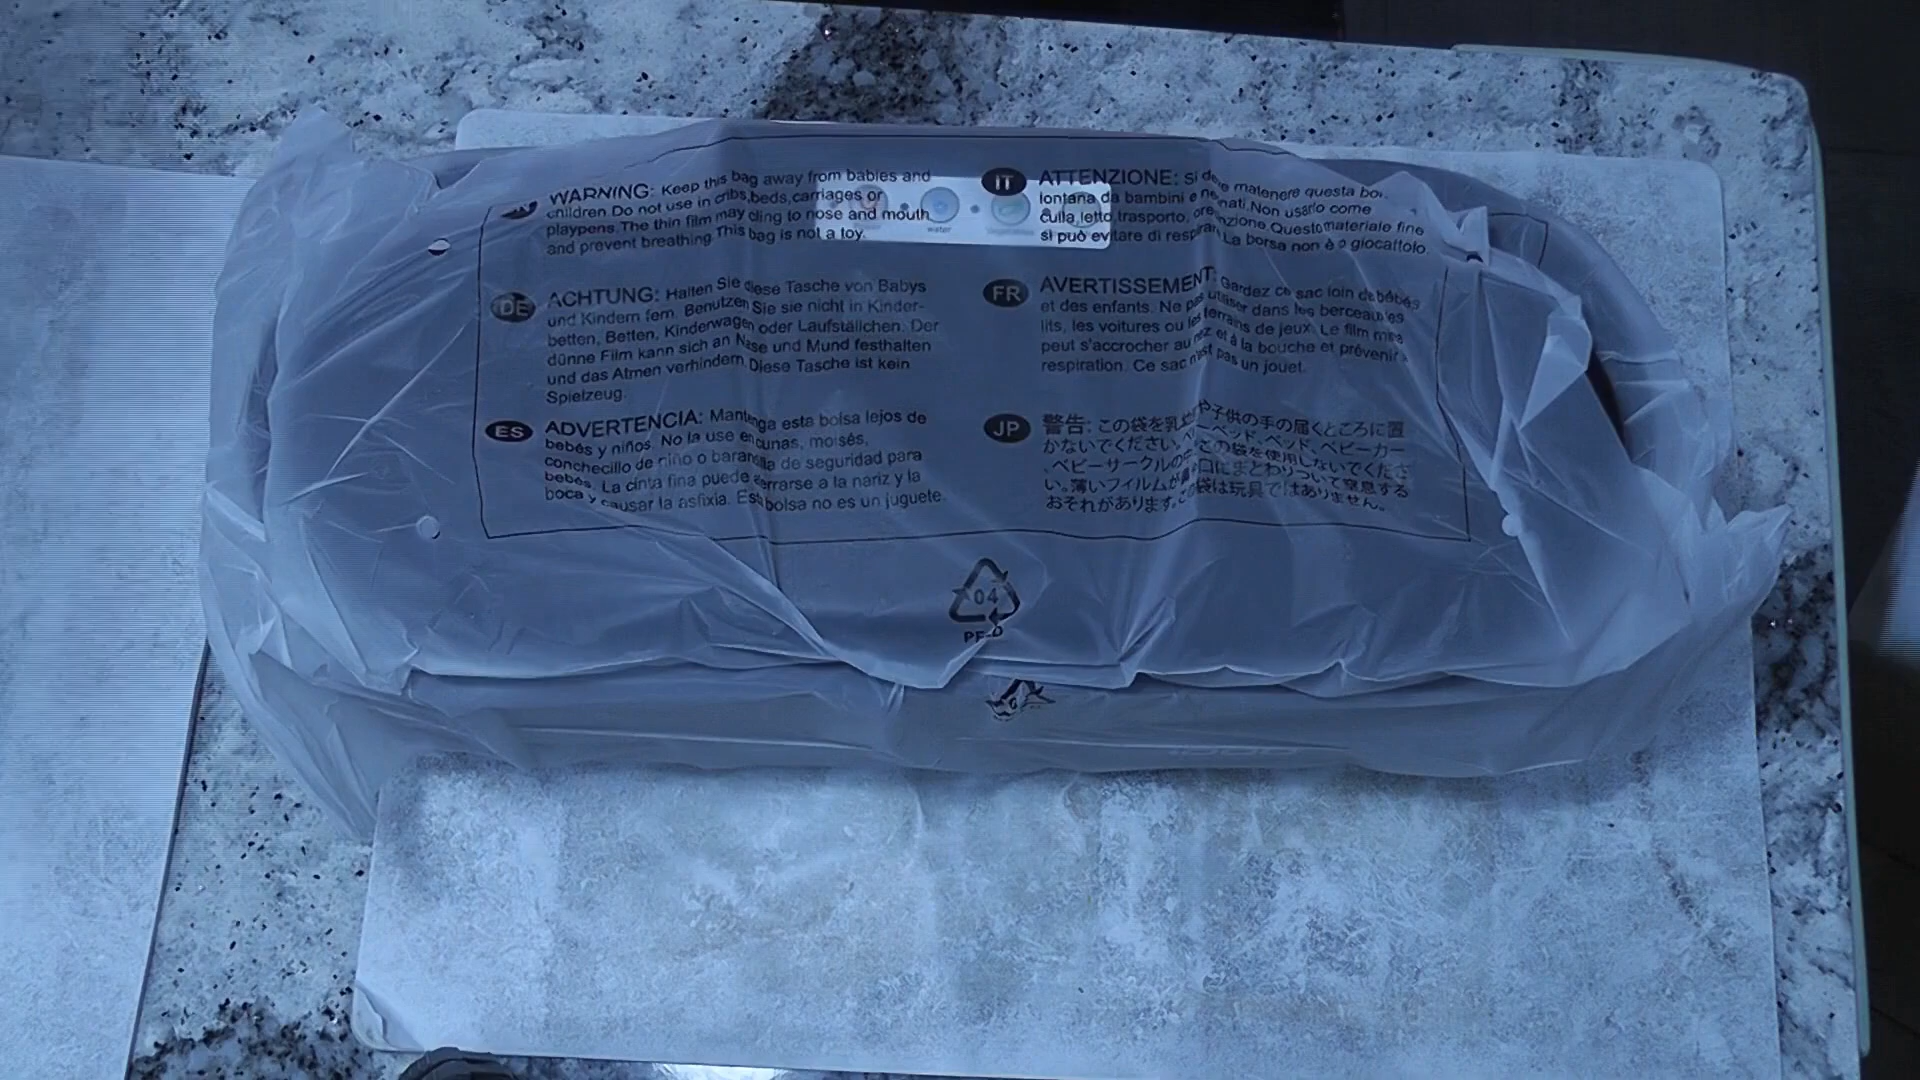 WARNING: Keep this bag away from babies and
children. Do not use in cribs, beds, carriages or
playpens. The thin film may cling to nose and mouth
and prevent breathing. This bag is not a toy.
DE
ACHTUNG: Halten Sie diese Tasche von Babys
und Kindern fern. Benutzen Sie sie nicht in Kinder-
betten, Betten, Kinderwagen oder Laufställchen. Der
dünne Film kann sich an Nase und Mund festhalten
und das Atmen verhindern. Diese Tasche ist kein
Spielzeug.
ES
ADVERTENCIA: Mantenga esta bolsa lejos de
bebés y niños. No la use en cunas, moisés,
conchecillo de niño o barandilla de seguridad para
bebés. La cinta fina puede cerrarse a la nariz y la
boca y causar la asfixia. Esta bolsa no es un juguete.
IT
ATTENZIONE: Si deve matenere questa
lontana da bambini e neonati. Non usarlo come
culla, letto, trasporto, Questo materiale fine
si può evitare di La borsa non è giocattolo
FR
AVERTISSEMENT: Gardez ce sac loin de bébés
et des enfants. Ne pas utiliser dans les berceaux, les
lits, les voitures ou les terrains de jeux. Le film
peut s'accrocher au nez et à la bouche et prévenir
respiration. Ce sac n'est pas un jouet.
JP
警告: この袋を乳や子供の手の届くところに置
かないでください。ベッド、ベッド、ベビーカー
、ベビーサークルの中この袋を使用しないでくださ
い。薄いフィルムが鼻口にまとわりついて窒息する
おそれがあります。この袋は玩具ではありません。
water
04